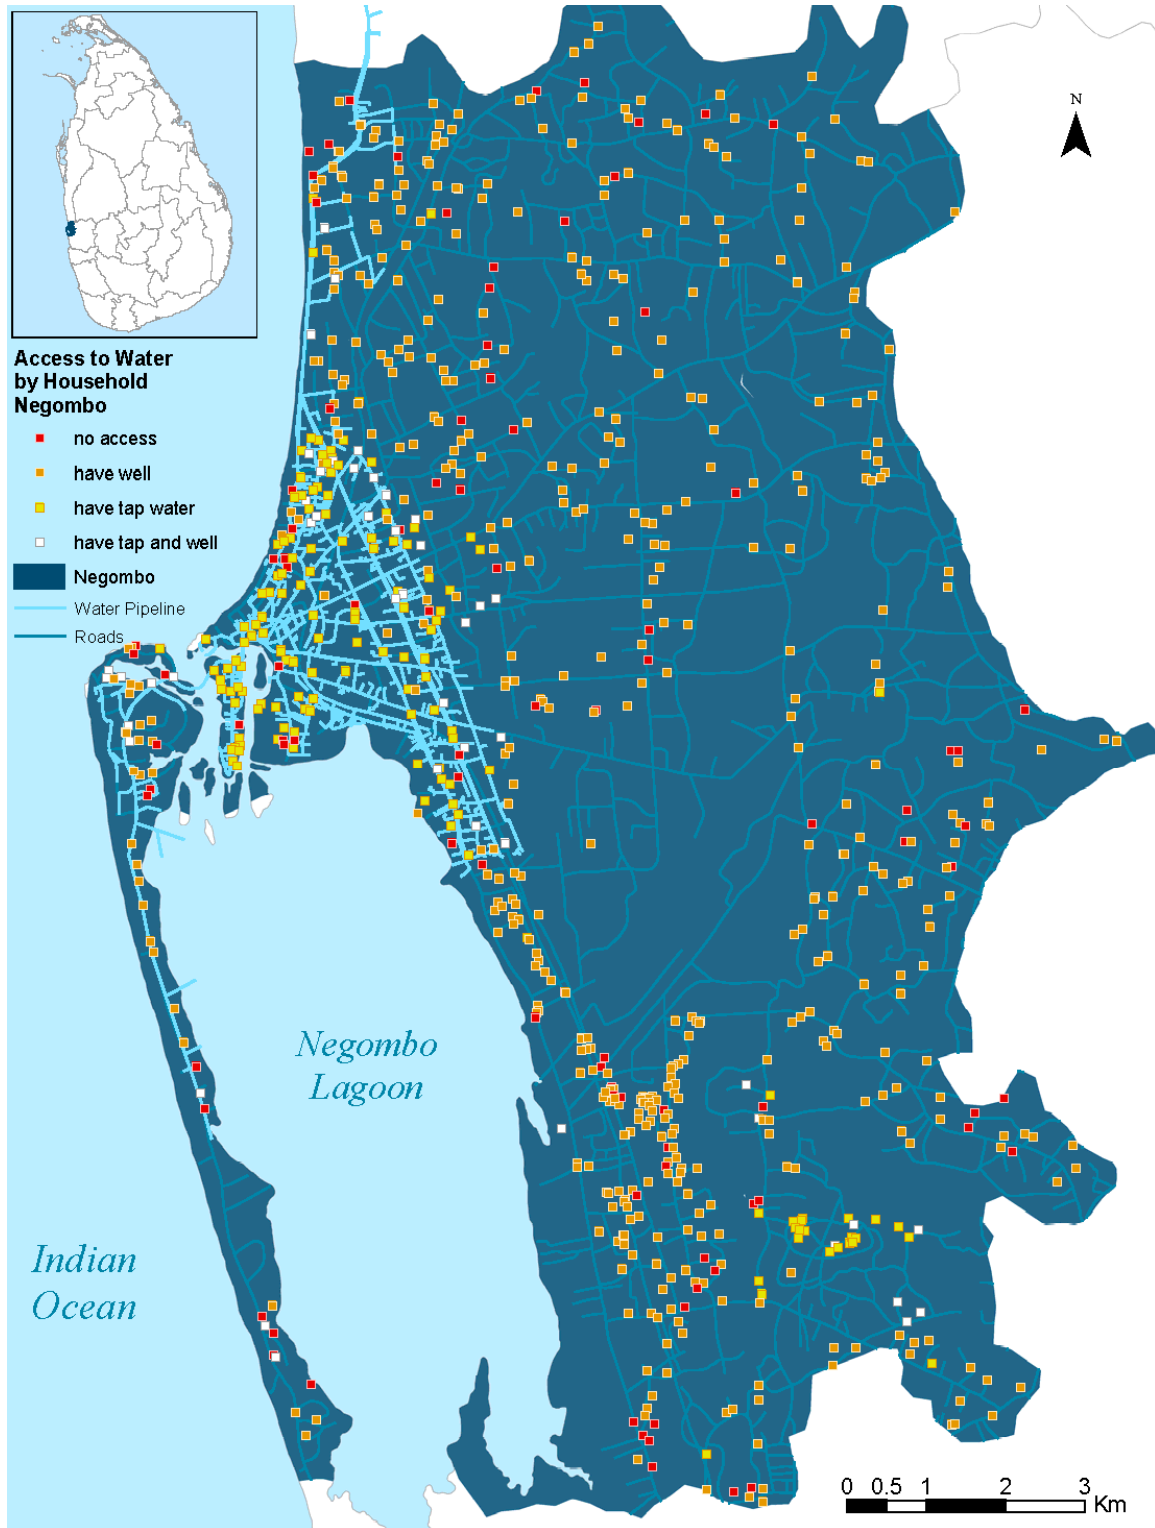 N
Access to Water
by Household
Negombo
no access
have well
have tap water
have tap and well
Negombo
Water Pipeline
Roads
Negombo
Lagoon
Indian
Ocean
0 0.5 1 2 3
Km